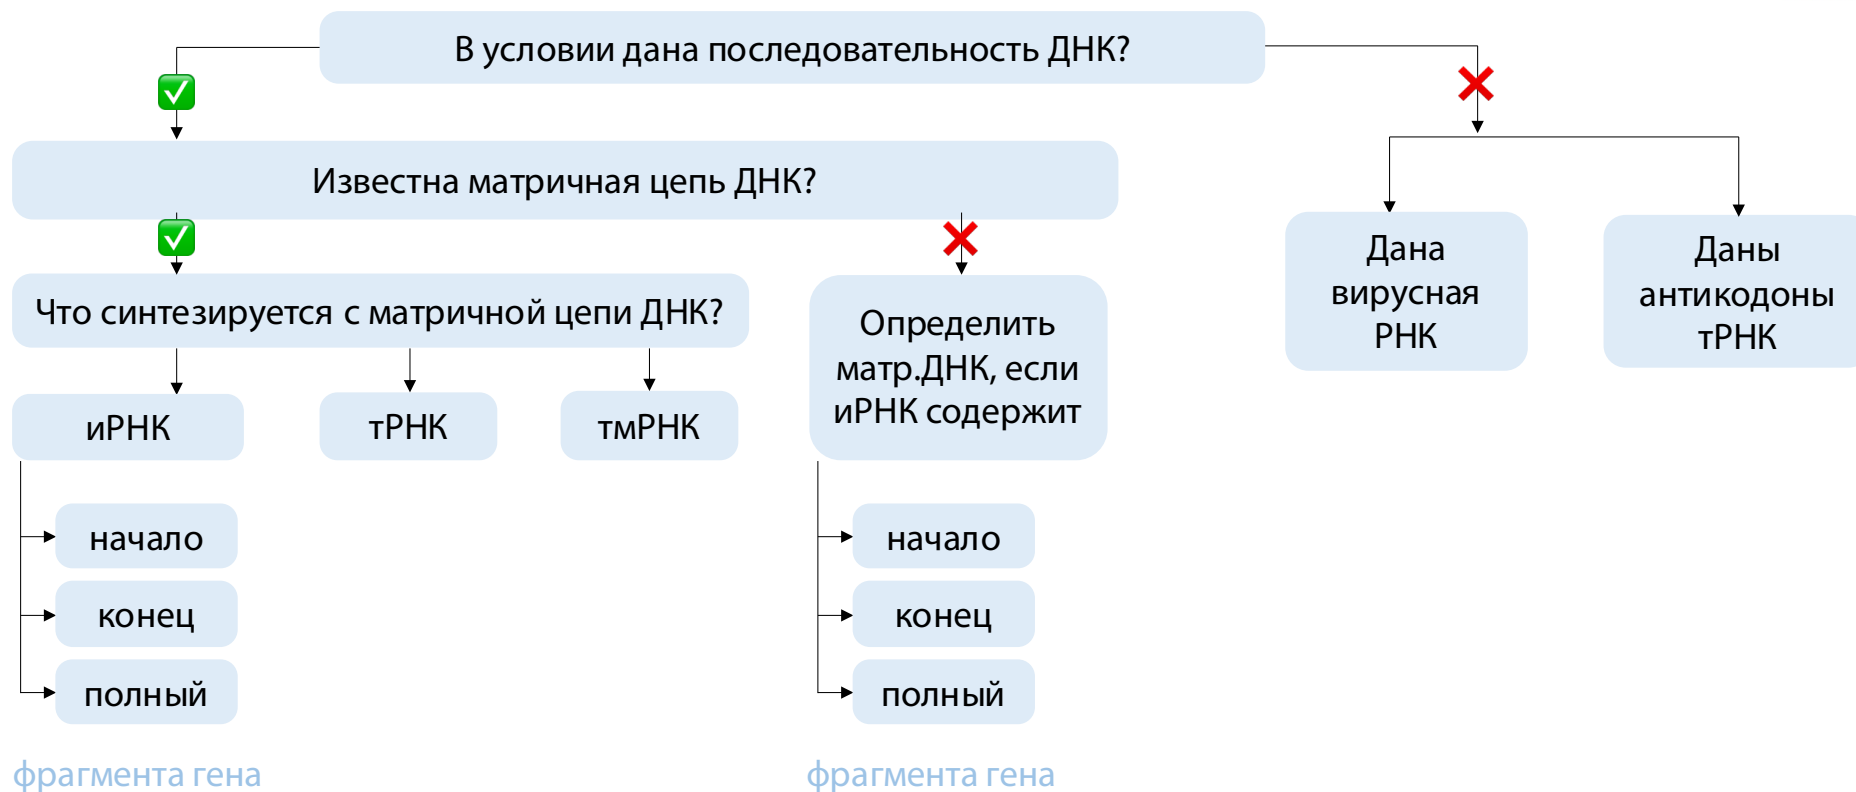 В условии дана последовательность ДНК?
Известна матричная цепь ДНК?
Что синтезируется с матричной цепи ДНК?
иРНК
тРНК
тмРНК
начало
конец
полный
фрагмента гена
Определить
матр.ДНК, если
иРНК содержит
начало
конец
полный
фрагмента гена
Дана
вирусная
РНК
Даны
антикодоны
тРНК